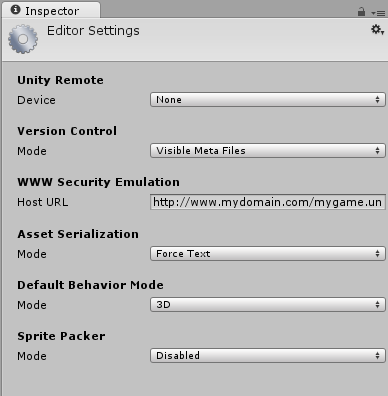 Inspector
Editor Settings
Unity Remote
Device None
Version Control
Mode Visible Meta Files
WWW Security Emulation
Host URL http://www.mydomain.com/mygame.un
Asset Serialization
Mode Force Text
Default Behavior Mode
Mode 3D
Sprite Packer
Mode Disabled